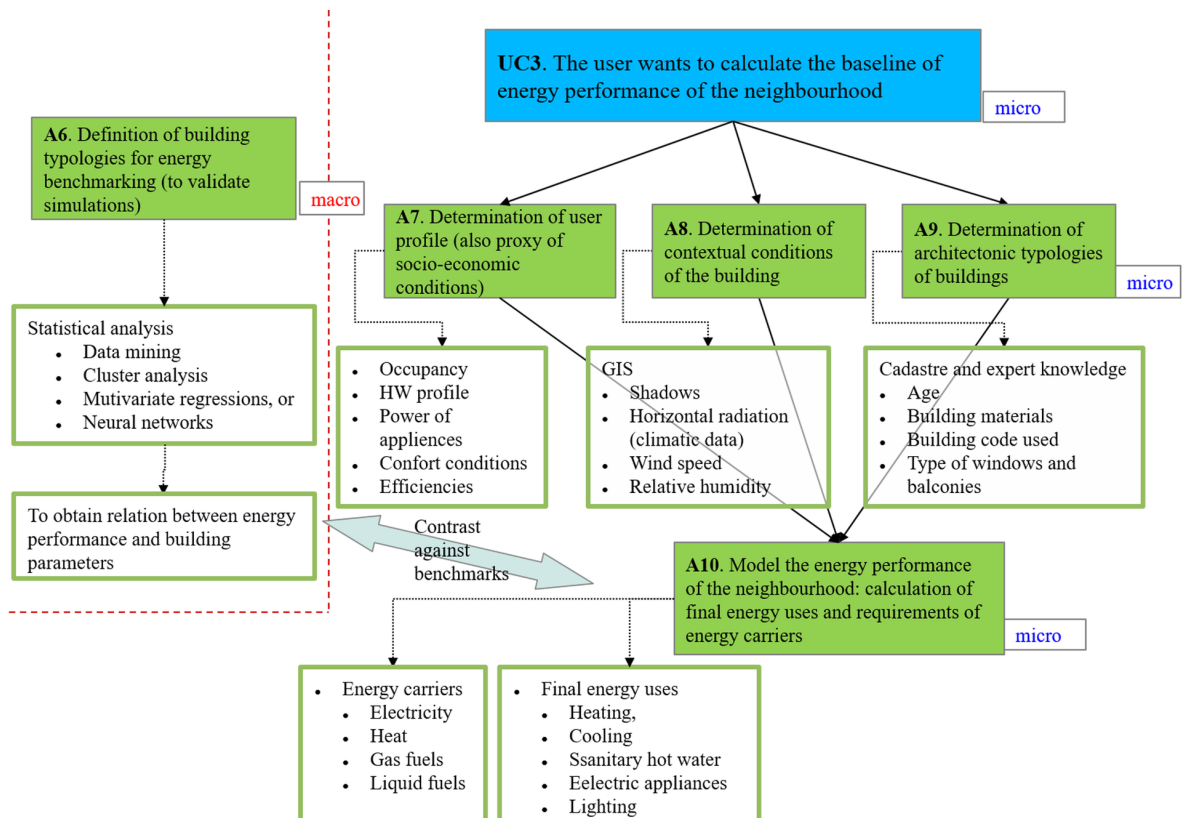 UC3. The user wants to calculate the baseline of
energy performance of the neighbourhood
micro
A6. Definition of building
typologies for energy
benchmarking (to validate
simulations)
macro
A7. Determination of user
profile (also proxy of
socio-economic
conditions)
A8. Determination of
contextual conditions
of the building
A9. Determination of
architectonic typologies
of buildings
micro
Statistical analysis
• Data mining
• Cluster analysis
• Mutivariate regressions, or
• Neural networks
• Occupancy
• HW profile
• Power of
appliences
• Confort conditions
• Efficiencies
GIS
• Shadows
• Horizontal radiation
(climatic data)
• Wind speed
• Relative humidity
Cadastre and expert knowledge
• Age
• Building materials
• Building code used
• Type of windows and
balconies
To obtain relation between energy
performance and building
parameters
Contrast
against
benchmarks
A10. Model the energy performance
of the neighbourhood: calculation of
final energy uses and requirements of
energy carriers
micro
• Energy carriers
• Electricity
• Heat
• Gas fuels
• Liquid fuels
• Final energy uses
• Heating,
• Cooling
• Ssanitary hot water
• Eelectric appliances
• Lighting